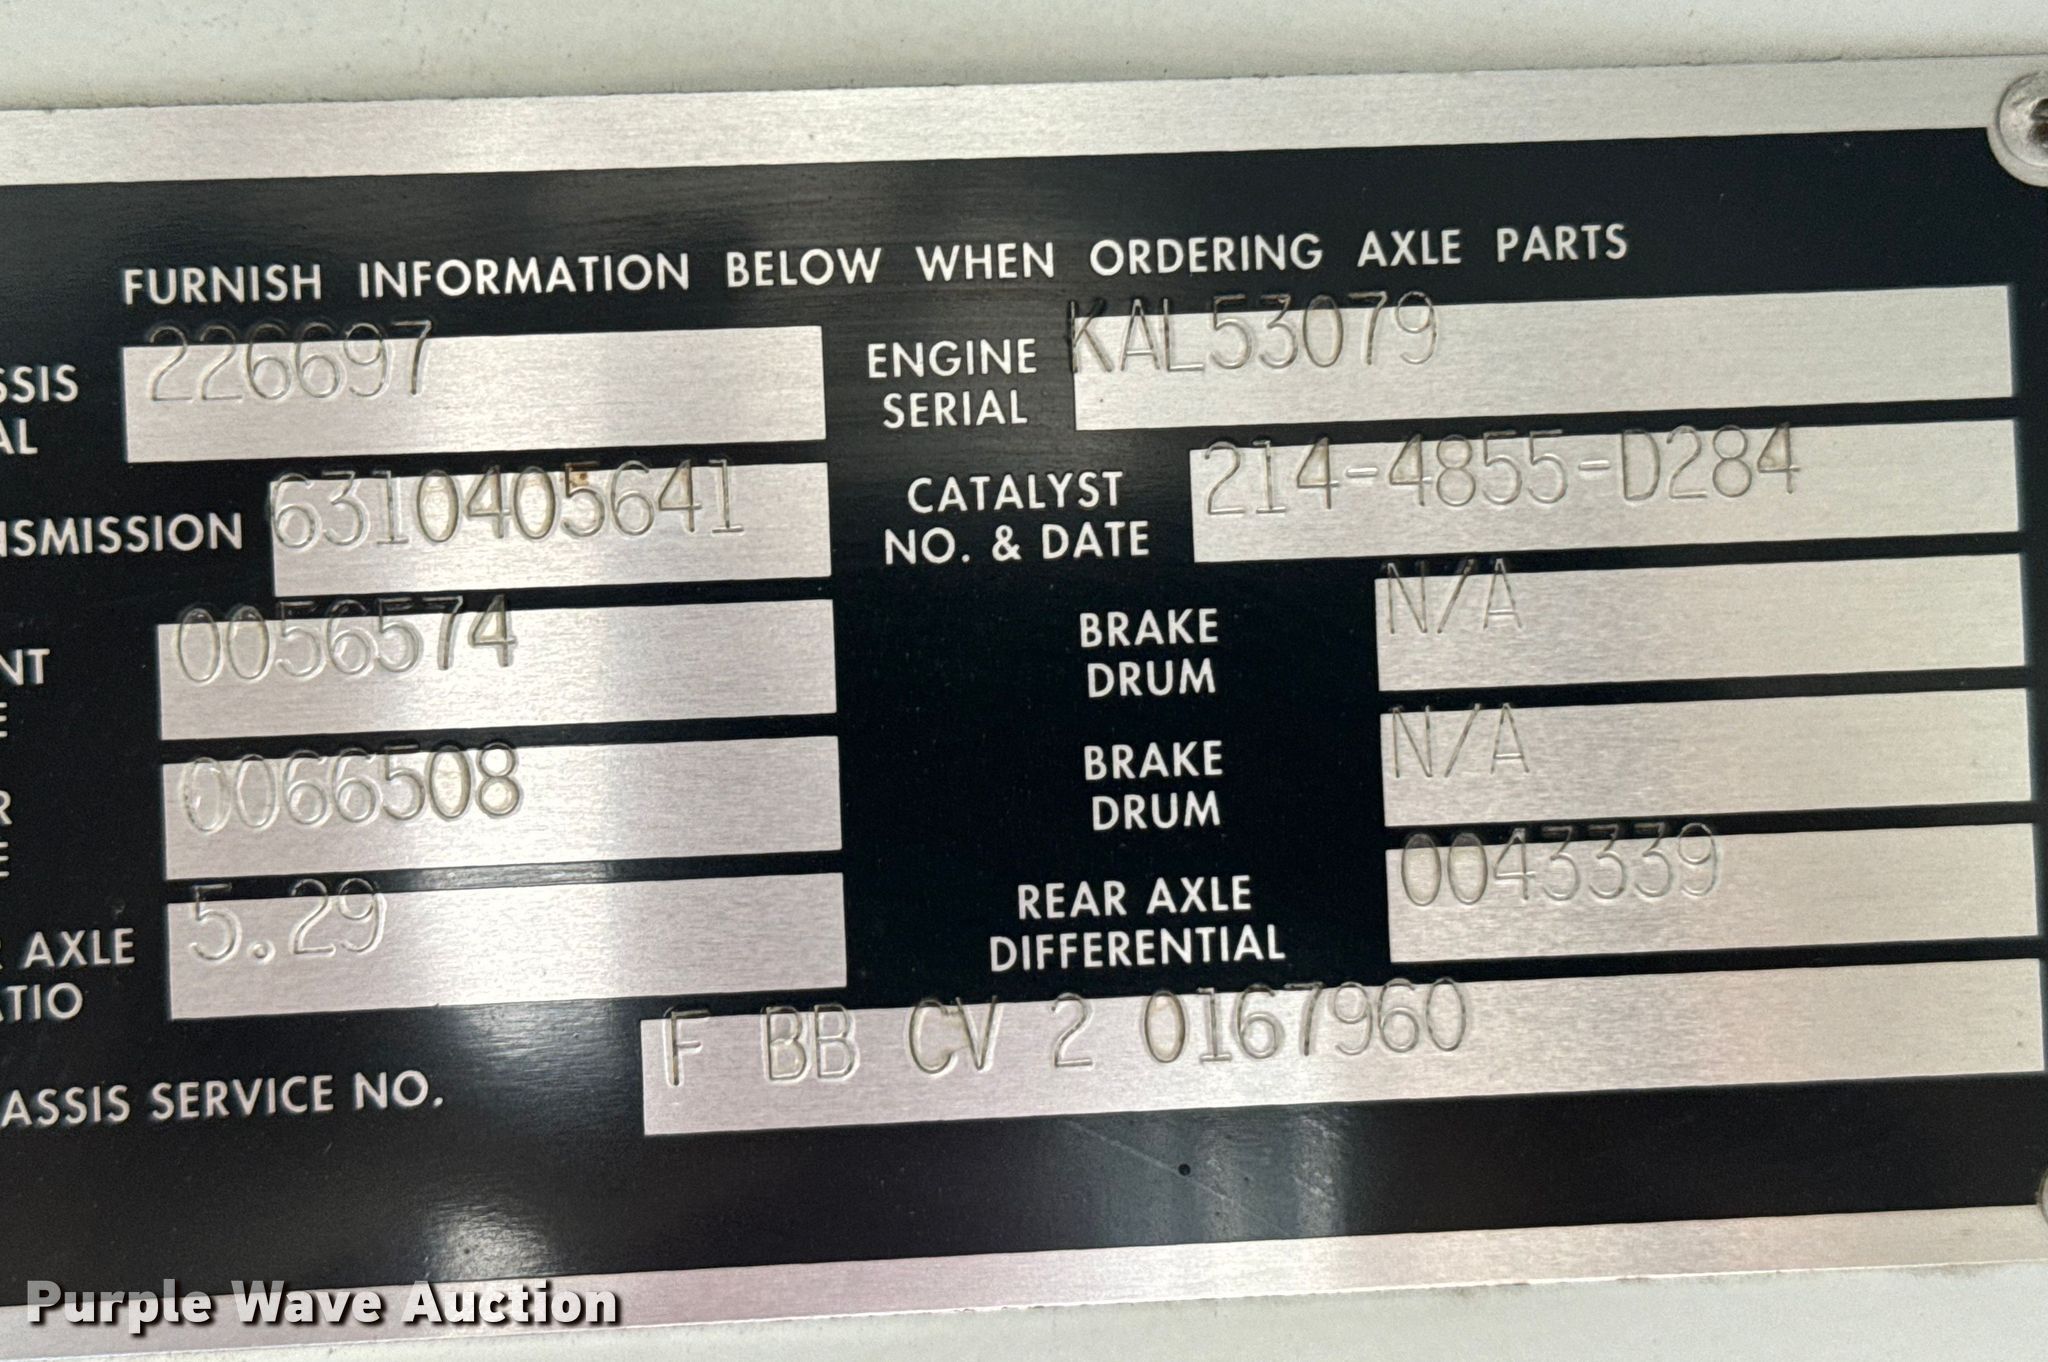 FURNISH INFORMATION BELOW WHEN ORDERING AXLE PARTS
SSIS
AL
226697
ENGINE
SERIAL
KAL53079
NSMISSION
6310405641
CATALYST
NO. & DATE
214-4855-D284
NT
0056574
BRAKE
DRUM
N/A
R
0066508
BRAKE
DRUM
N/A
R AXLE
ATIO
5.29
REAR AXLE
DIFFERENTIAL
0043339
ASSIS SERVICE NO.
F BB CV 2 0167960
Purple Wave Auction